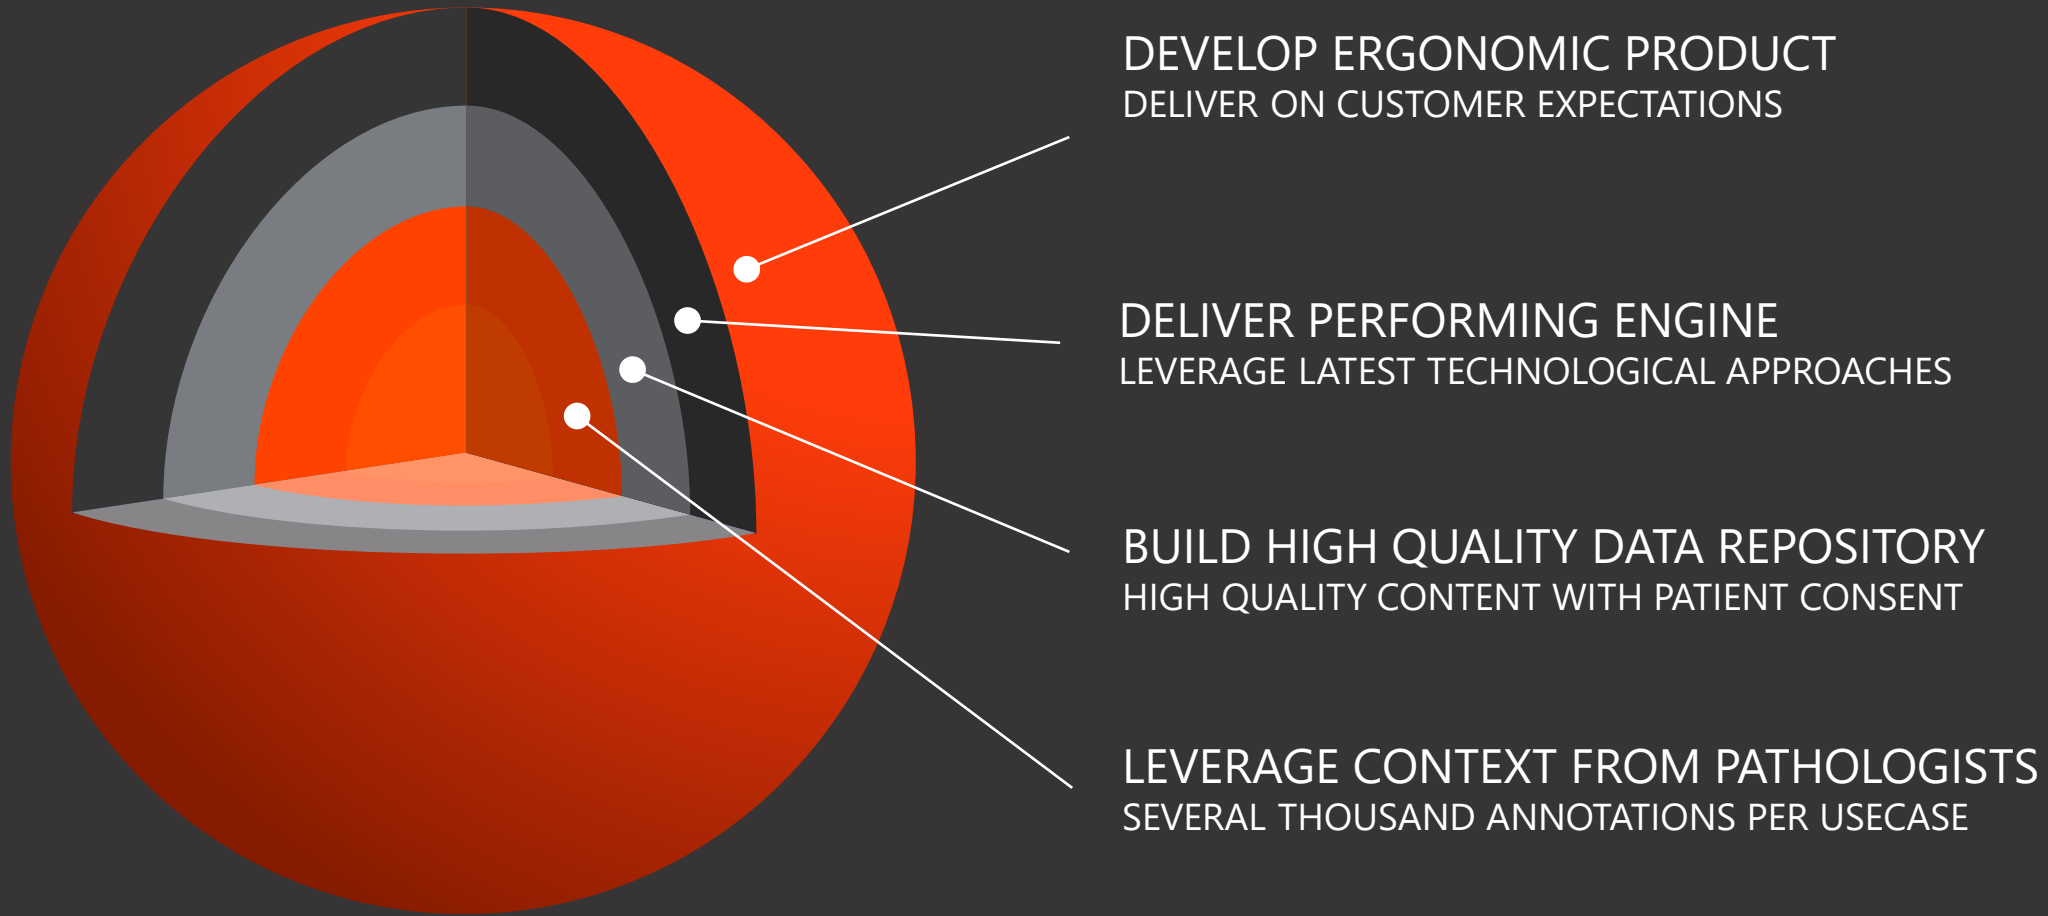 DEVELOP ERGONOMIC PRODUCT
DELIVER ON CUSTOMER EXPECTATIONS
DELIVER PERFORMING ENGINE
LEVERAGE LATEST TECHNOLOGICAL APPROACHES
BUILD HIGH QUALITY DATA REPOSITORY
HIGH QUALITY CONTENT WITH PATIENT CONSENT
LEVERAGE CONTEXT FROM PATHOLOGISTS
SEVERAL THOUSAND ANNOTATIONS PER USECASE